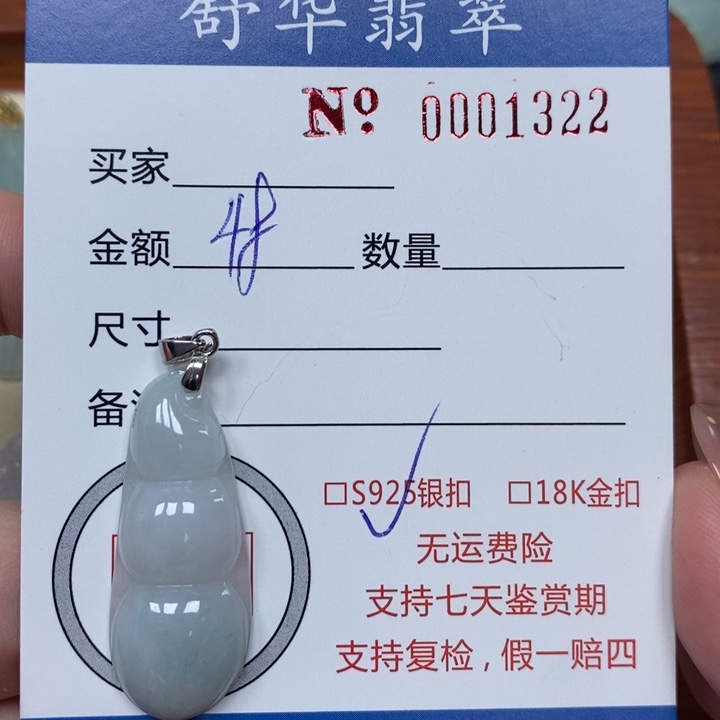 舒华翡翠
Nº 0001322
买家
金额 数量
尺寸
备
□S925银扣 □18K金扣
无运费险
支持七天鉴赏期
支持复检,假一赔四